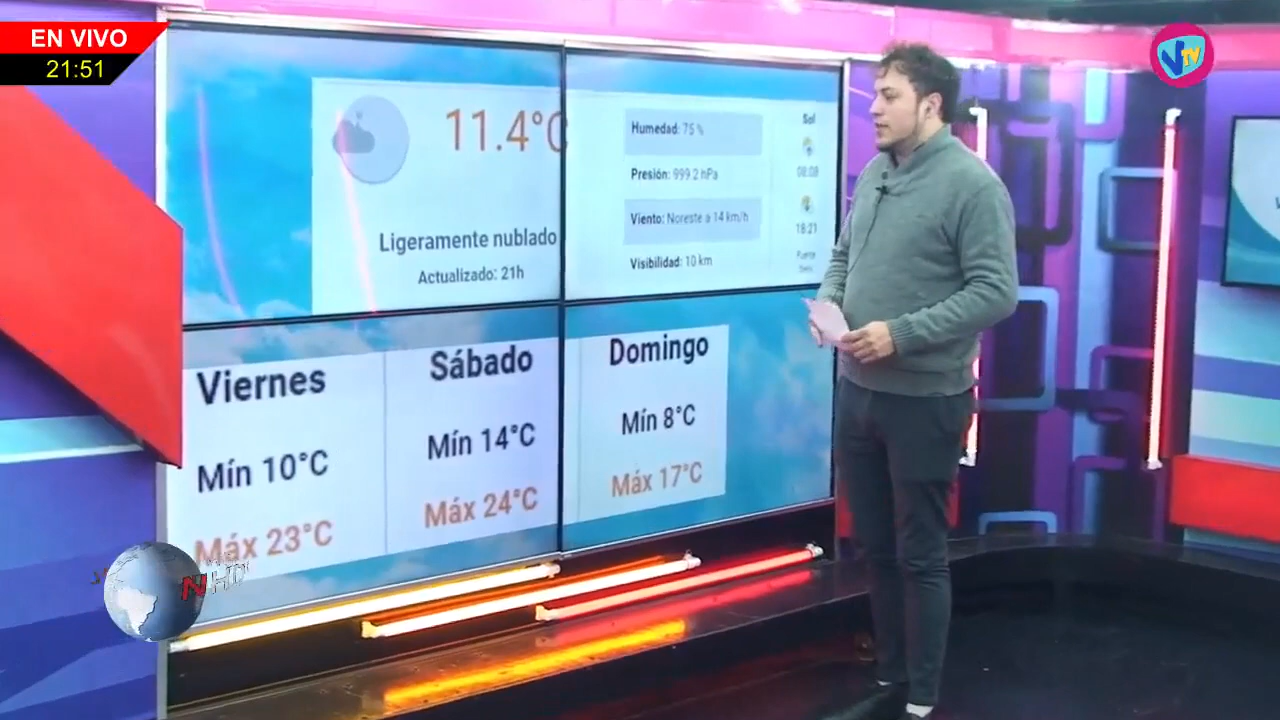 EN VIVO
21:51
VTV
11.4°C
Ligeramente nublado
Actualizado: 21h
Humedad: 75 %
Presión: 999.2 hPa
Viento: Noreste a 14 km/h
Visibilidad: 10 km
Sol
08:08
18:21
Viernes
Mín 10°C
Máx 23°C
Sábado
Mín 14°C
Máx 24°C
Domingo
Mín 8°C
Máx 17°C